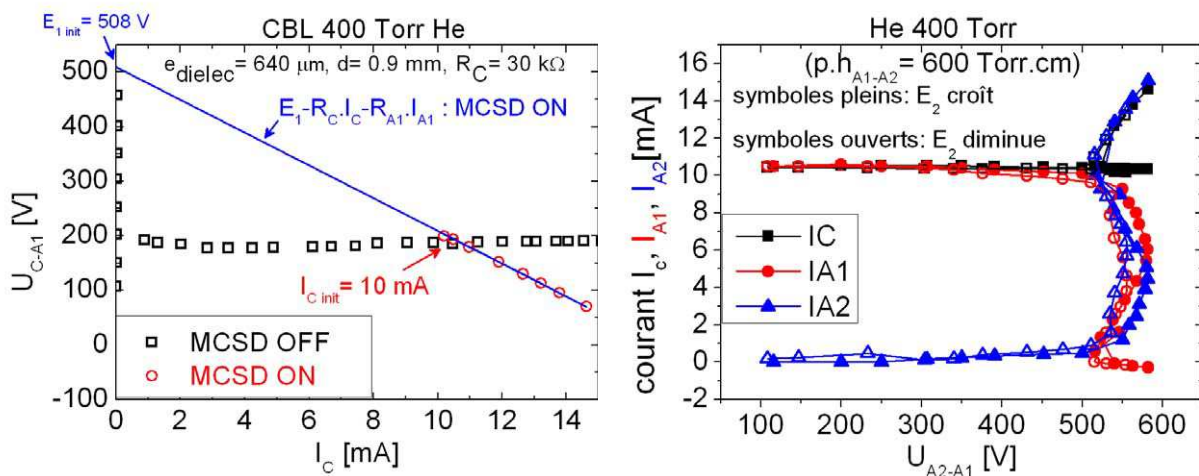 CBL 400 Torr He
E1 init = 508 V
e dielec = 640 μm, d= 0.9 mm, RC = 30 kΩ
E1-RC.IC-RA1.IA1 : MCSD ON
IC init = 10 mA
MCSD OFF
MCSD ON
500
400
300
200
100
0
-100
0
2
4
6
8
10
12
14
UC-A1 [V]
IC [mA]
He 400 Torr
(p.hA1-A2 = 600 Torr.cm)
symboles pleins: E2 croît
symboles ouverts: E2 diminue
IC
IA1
IA2
16
14
12
10
8
6
4
2
0
-2
100
200
300
400
500
600
courant Ic, IA1, IA2[mA]
UA2-A1 [V]